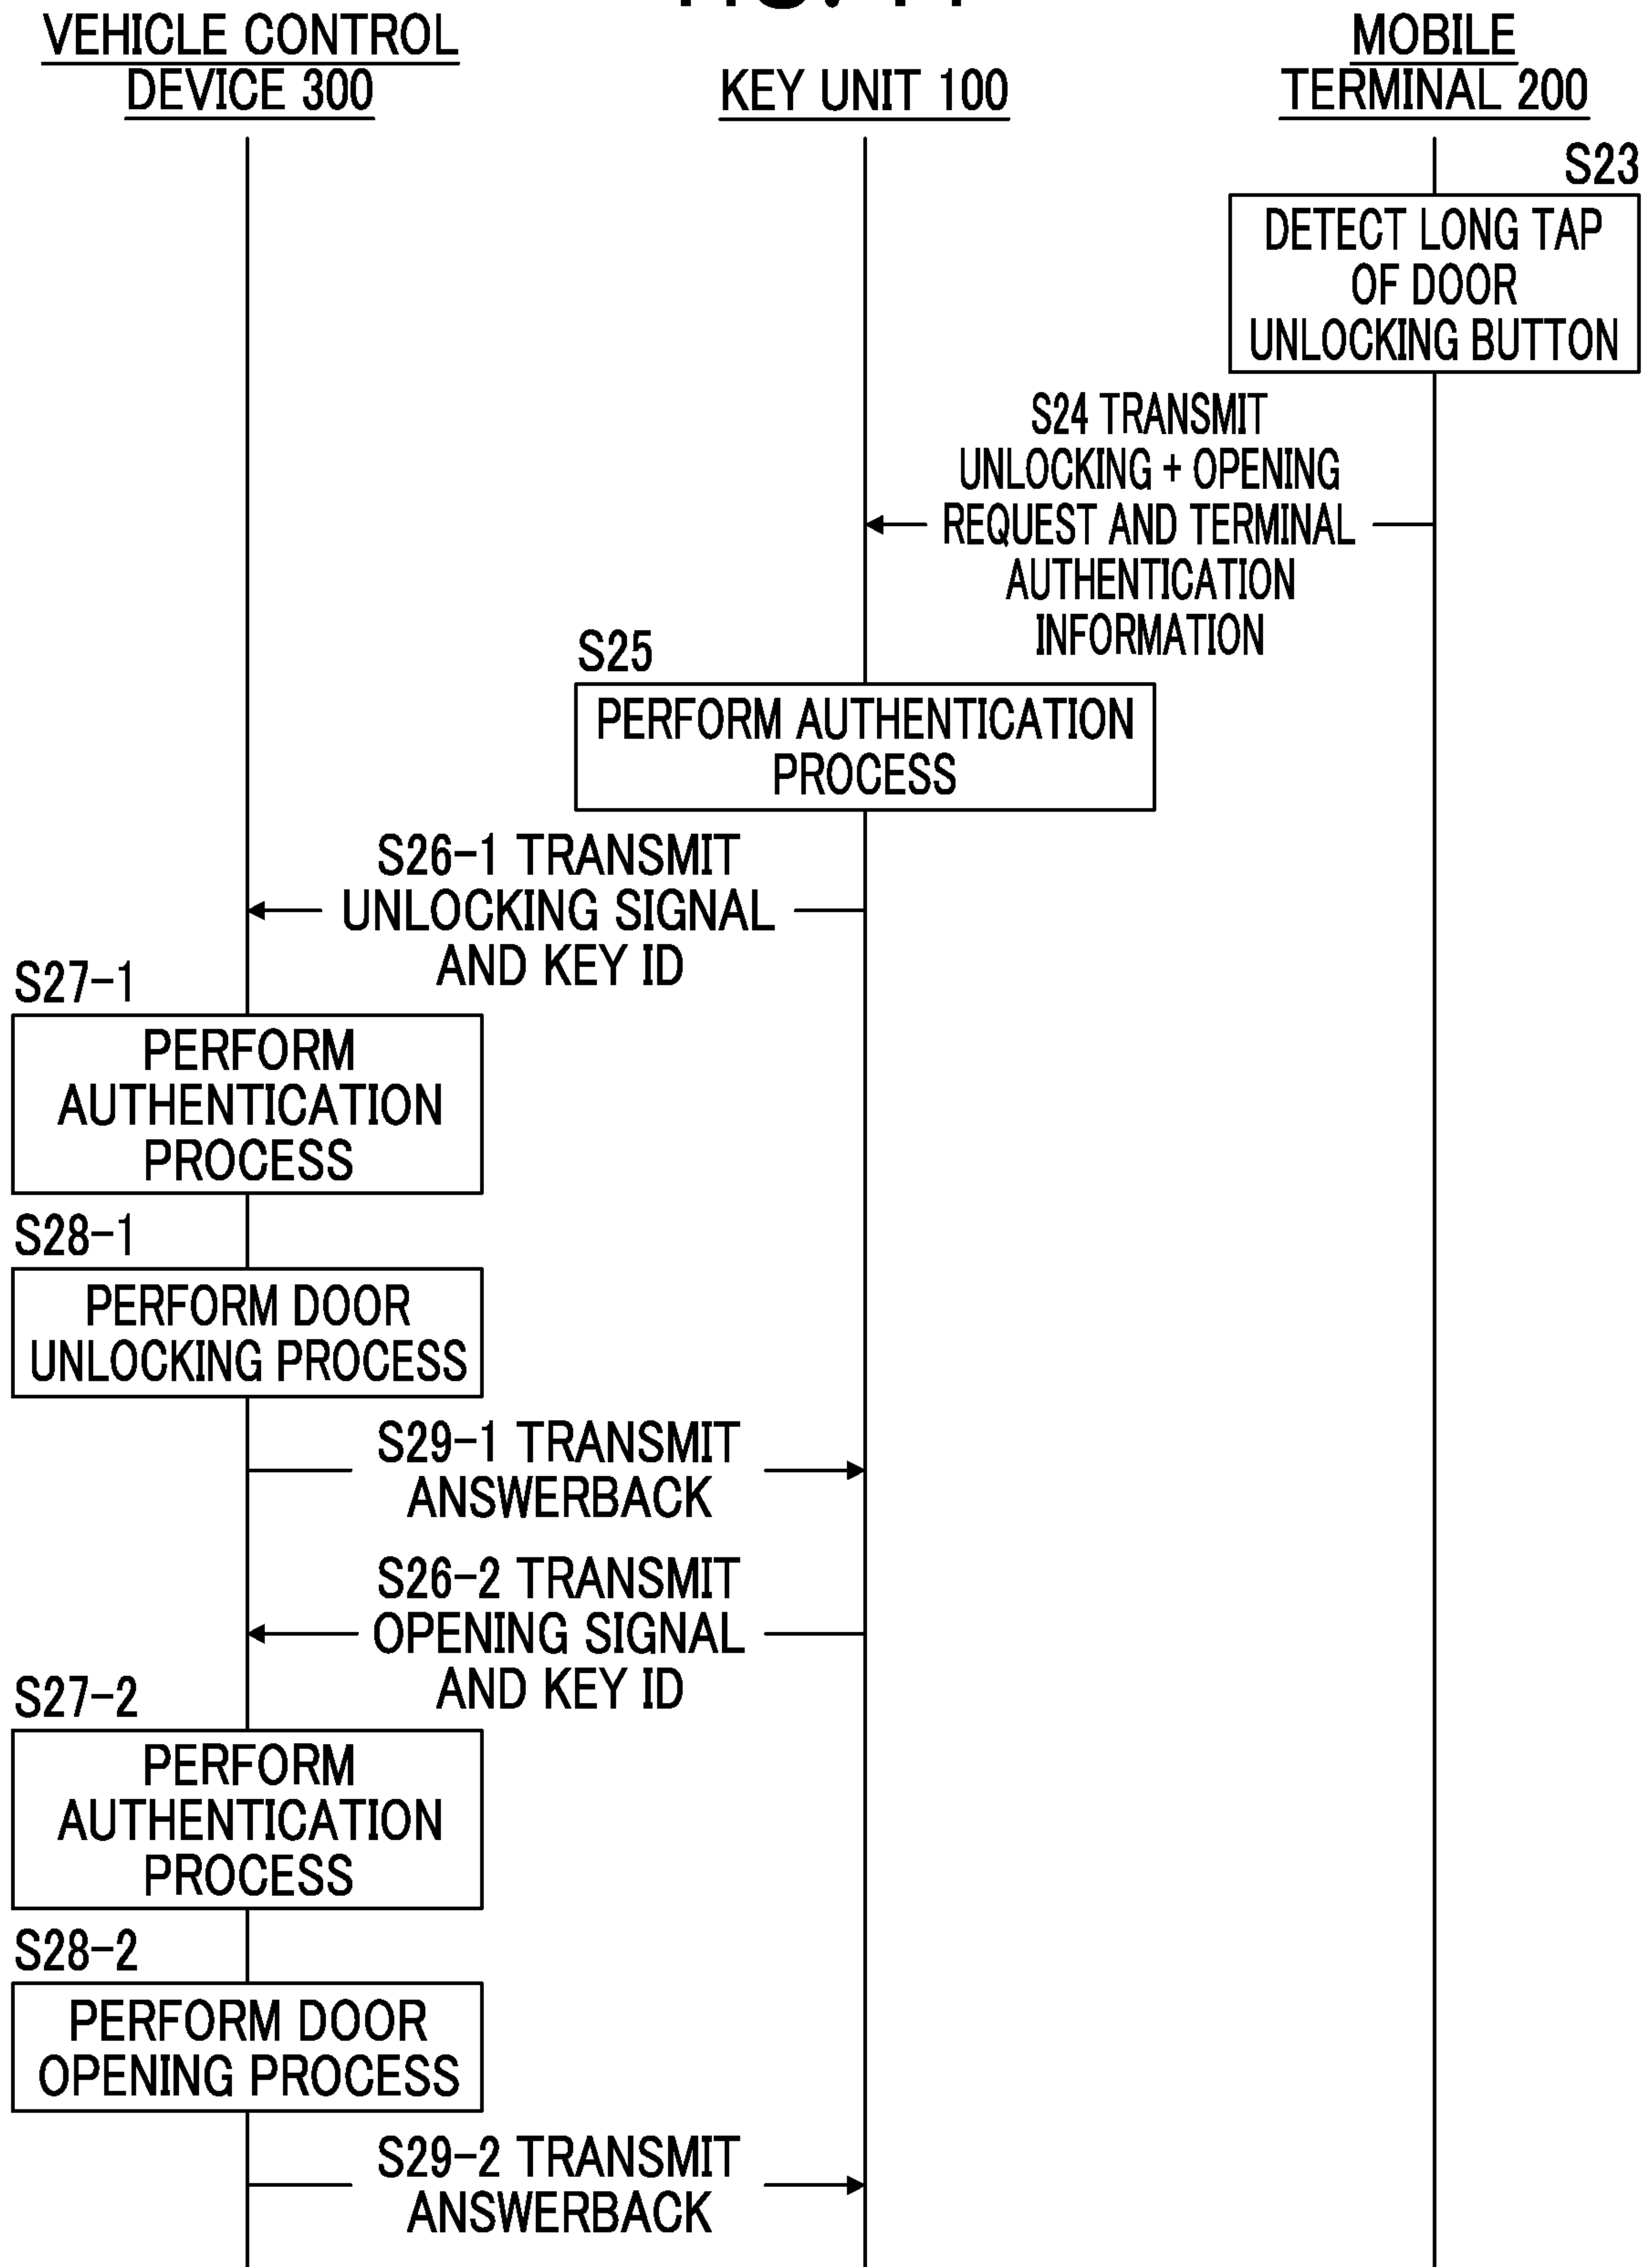 VEHICLE CONTROL
DEVICE 300
KEY UNIT 100
MOBILE
TERMINAL 200
S23
DETECT LONG TAP
OF DOOR
UNLOCKING BUTTON
S24 TRANSMIT
UNLOCKING + OPENING
REQUEST AND TERMINAL
AUTHENTICATION
INFORMATION
S25
PERFORM AUTHENTICATION
PROCESS
S26-1 TRANSMIT
UNLOCKING SIGNAL
AND KEY ID
S27-1
PERFORM
AUTHENTICATION
PROCESS
S28-1
PERFORM DOOR
UNLOCKING PROCESS
S29-1 TRANSMIT
ANSWERBACK
S26-2 TRANSMIT
OPENING SIGNAL
AND KEY ID
S27-2
PERFORM
AUTHENTICATION
PROCESS
S28-2
PERFORM DOOR
OPENING PROCESS
S29-2 TRANSMIT
ANSWERBACK